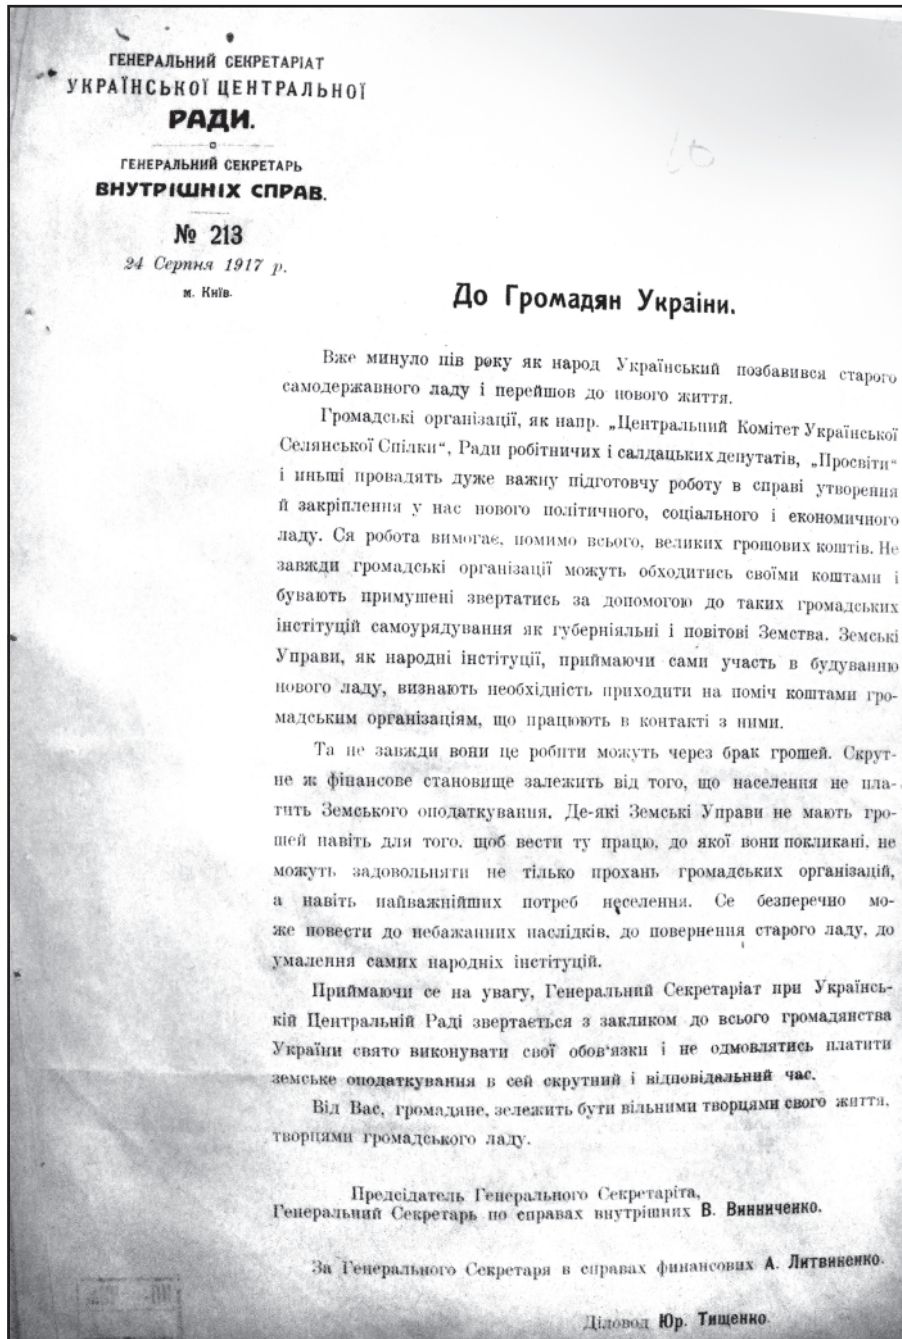 ГЕНЕРАЛЬНИЙ СЕКРЕТАРІАТ
УКРАЇНСЬКОЇ ЦЕНТРАЛЬНОЇ
РАДИ.
ГЕНЕРАЛЬНИЙ СЕКРЕТАРЬ
ВНУТРІШНІХ СПРАВ.
№ 213
24 Серпня 1917 р.
м. Київ.
До Громадян України.
Вже минуло пів року як народ Український позбавився старого
самодержавного ладу і перейшов до нового життя.
Громадські організації, як напр. „Центральний Комітет Української
Селянської Спілки“, Ради робітничих і салдацьких депутатів, „Просвіти“
і иньші провадять дуже важну підготовчу роботу в справі утворення
й закріплення у нас нового політичного, соціального і економичного
ладу. Ся робота вимогає, помимо всього, великих грошових коштів. Не
завжди громадські організації можуть обходитись своїми коштами і
бувають примушені звертатись за допомогою до таких громадських
інстітуцій самоурядування як губерніяльні і повітові Земства. Земські
Управи, як народні інстітуції, приймаючи сами участь в будуванню
нового ладу, визнають необхідність приходити на поміч коштами гро-
мадським організаціям, що працюють в контакті з ними.
Та не завжди вони це робити можуть через брак грошей. Скрут-
не ж фінансове становище залежить від того, що населення не пла-
тить Земського оподаткування. Де-які Земські Управи не мають гро-
шей навіть для того, щоб вести ту працю, до якої вони покликані, не
можуть задовольняти не тілько прохань громадських організацій,
а навіть найважнійших потреб неселення. Се безперечно мо-
же повести до небажанних наслідків, до повернення старого ладу, до
умалення самих народніх інстітуцій.
Приймаючи се на увагу, Генеральний Секретаріат при Українсь-
кій Центральній Раді звертається з закликом до всього громадянства
України свято виконувати свої обов‘язки і не одмовлятись платити
земське оподаткування в сей скрутний і відповідальний час.
Від Вас, громадяне, зележить бути вільними творцями свого життя,
творцями громадського ладу.
Предсідатель Генерального Секретаріта,
Генеральний Секретарь по справах внутрішних В. Винниченко.
За Генерального Секретаря в справах финансових А. Литвиненко.
Діловод Юр. Тищенко